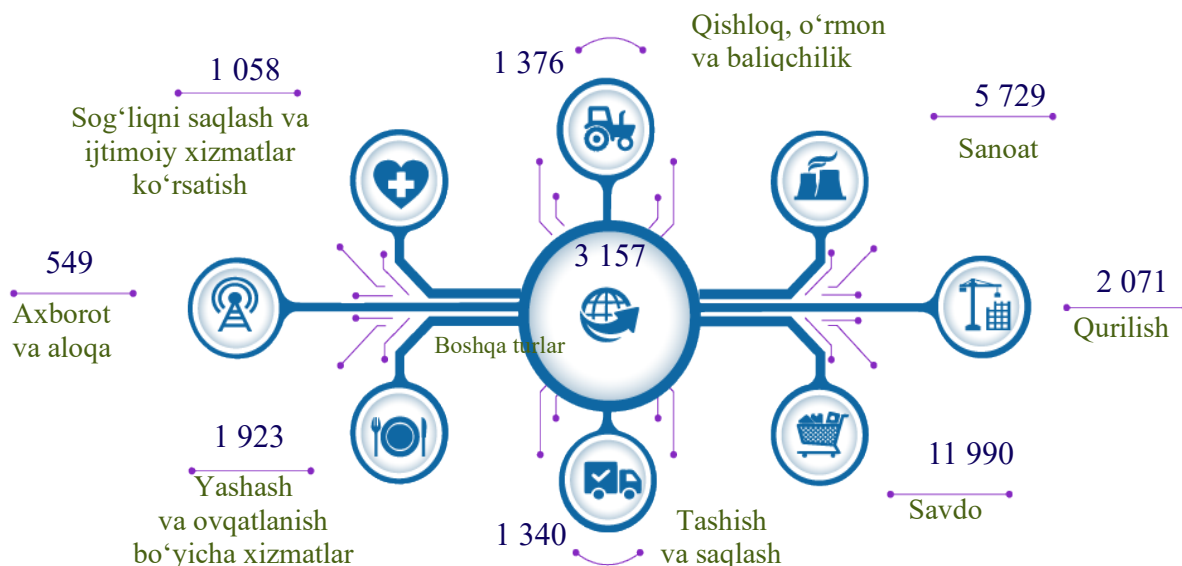 1 058
Sog‘liqni saqlash va
ijtimoiy xizmatlar
ko‘rsatish
1 376
Qishloq, o‘rmon
va baliqchilik
5 729
Sanoat
549
Axborot
va aloqa
3 157
Boshqa turlar
2 071
Qurilish
1 923
Yashash
va ovqatlanish
bo‘yicha xizmatlar
1 340
Tashish
va saqlash
11 990
Savdo